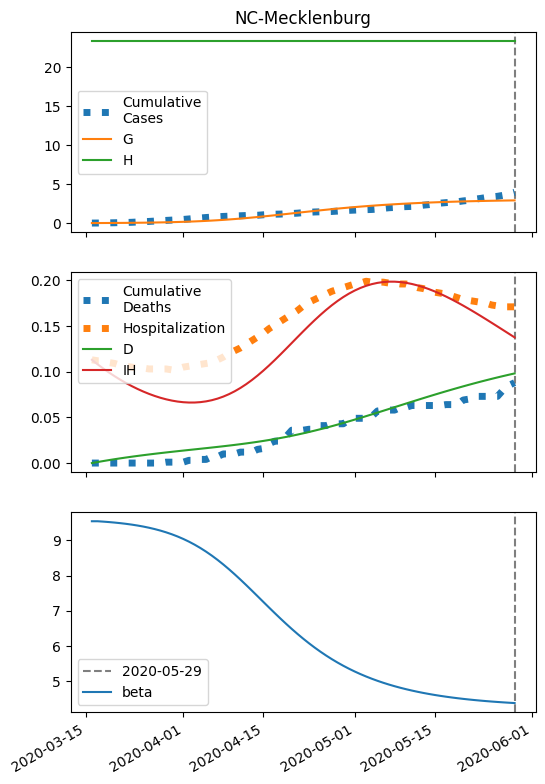 NC-Mecklenburg
20
15
10
5
0
Cumulative
Cases
G
H
0.20
0.15
0.10
0.05
0.00
Cumulative
Deaths
Hospitalization
D
IH
9
8
7
6
5
2020-05-29
beta
2020-03-15
2020-04-01
2020-04-15
2020-05-01
2020-05-15
2020-06-01